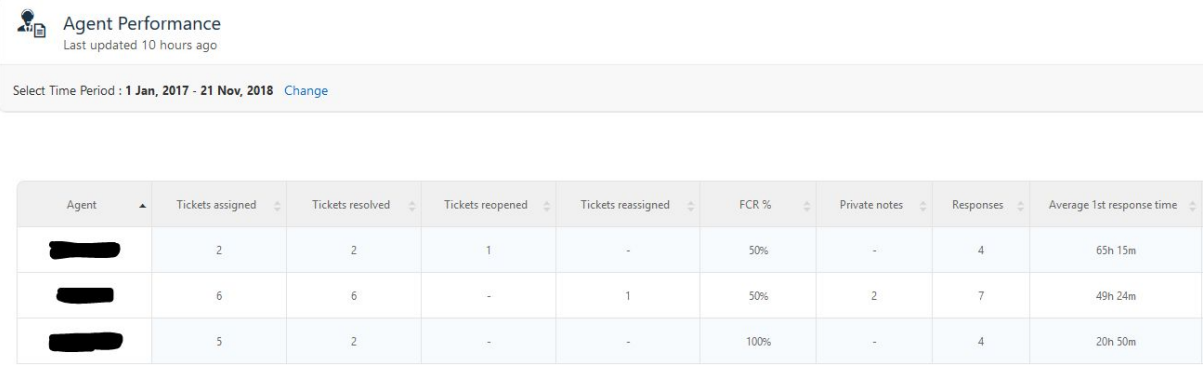 Agent Performance
Last updated 10 hours ago
Select Time Period : 1 Jan, 2017 - 21 Nov, 2018 Change
Agent Tickets assigned Tickets resolved Tickets reopened Tickets reassigned FCR % Private notes Responses Average 1st response time
2 2 1 - 50% - 4 65h 15m
6 6 - 1 50% 2 7 49h 24m
5 2 - - 100% - 4 20h 50m